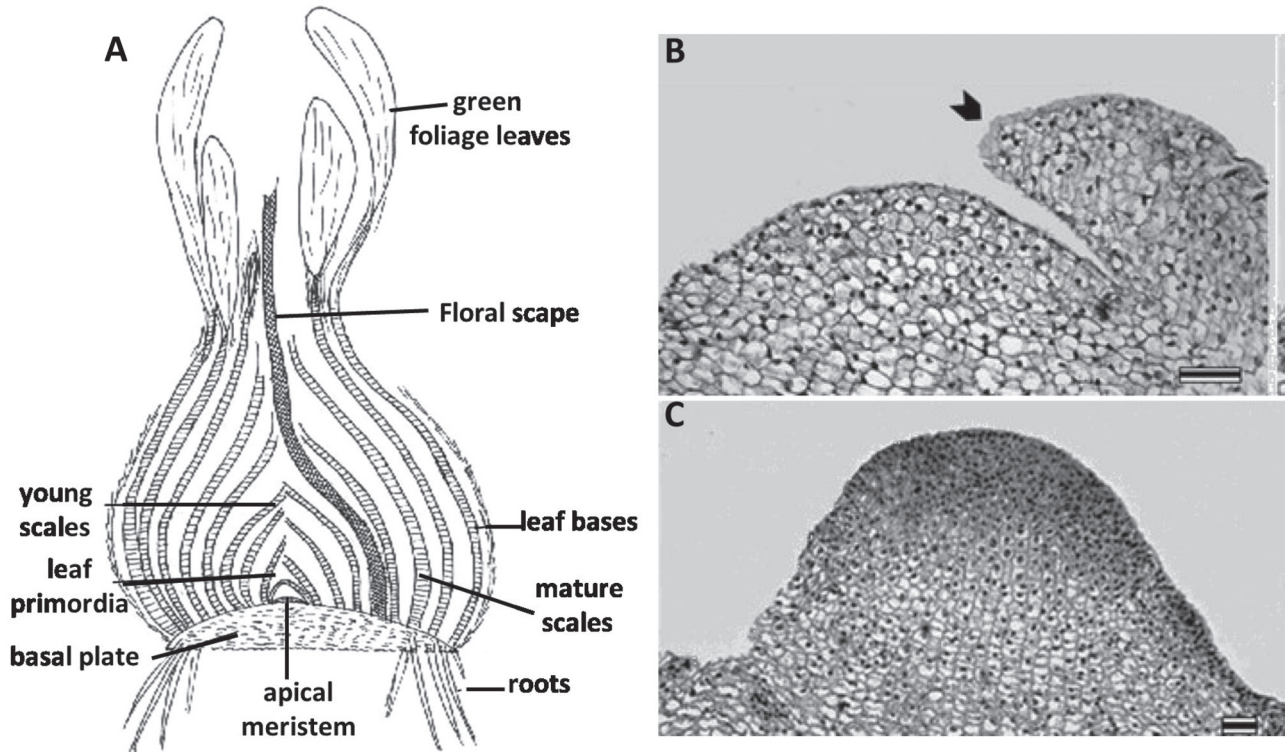 A
green
foliage leaves
Floral scape
young
scales
leaf
primordia
basal plate
apical
meristem
leaf bases
mature
scales
roots
B
C